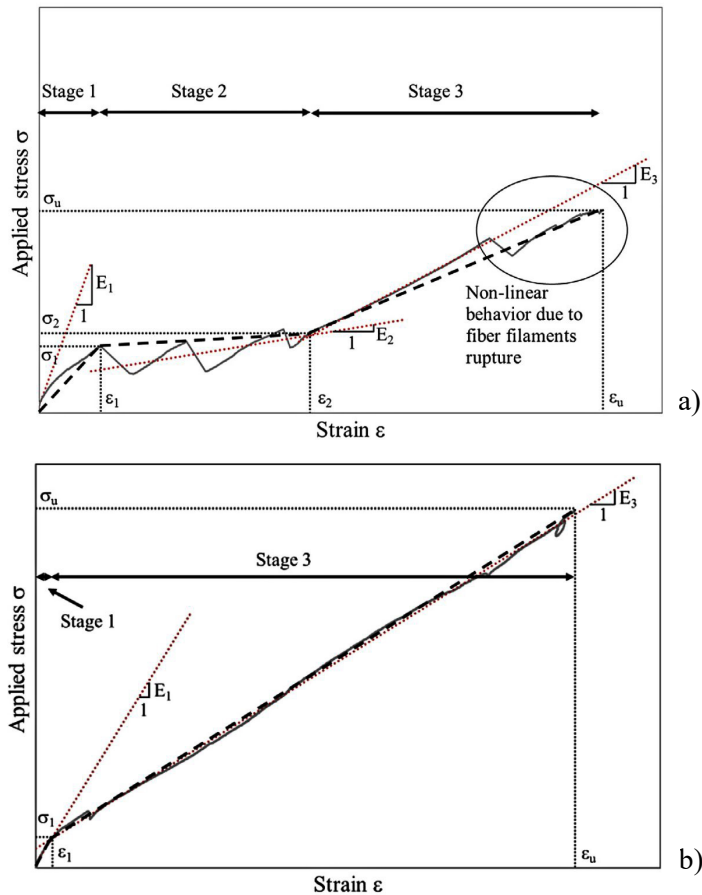 Stage 1
Stage 2
Stage 3
Applied stress σ
σu
σ2
σ1
E1
1
E2
1
E3
1
Non-linear
behavior due to
fiber filaments
rupture
ε1
ε2
εu
Strain ε
a)
Applied stress σ
σu
Stage 3
Stage 1
E1
1
E3
1
σ1
ε1
εu
Strain ε
b)